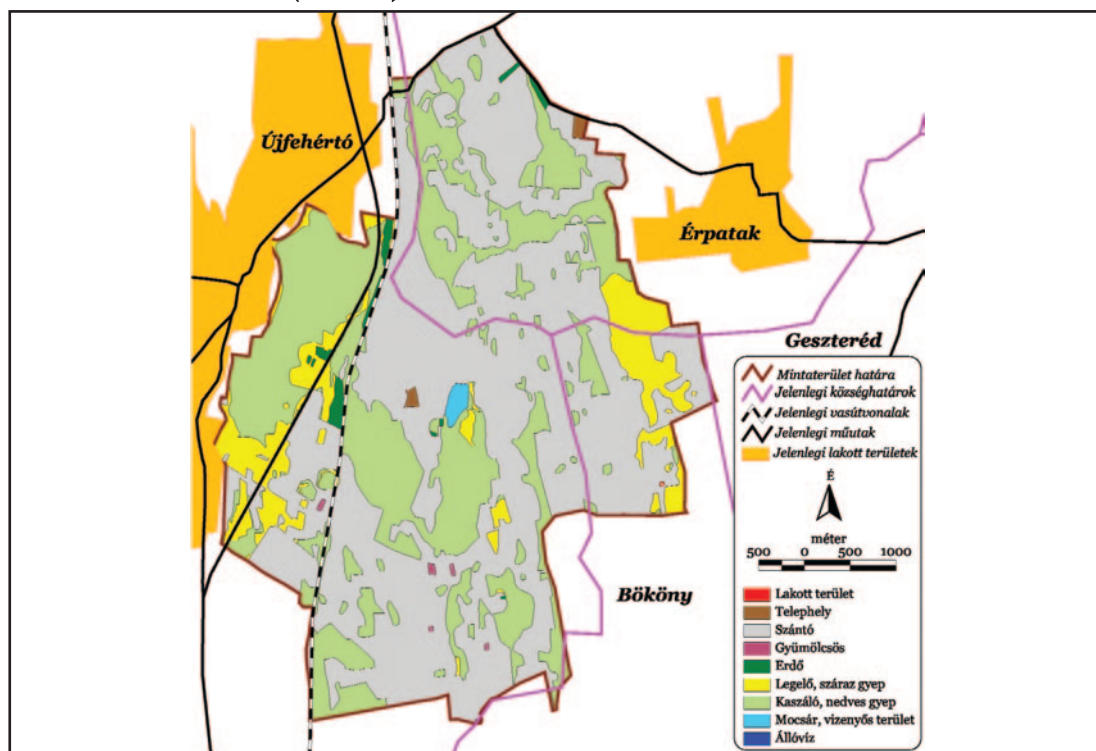 Újfehértó
Érpatak
Geszteréd
Bököny
Mintaterület határa
Jelenlegi községhatárok
Jelenlegi vasútvonalak
Jelenlegi műutak
Jelenlegi lakott területek
É
méter
500 0 500 1000
Lakott terület
Telephely
Szántó
Gyümölcsös
Erdő
Legelő, száraz gyep
Kaszáló, nedves gyep
Mocsár, vizenyős terület
Állóvíz